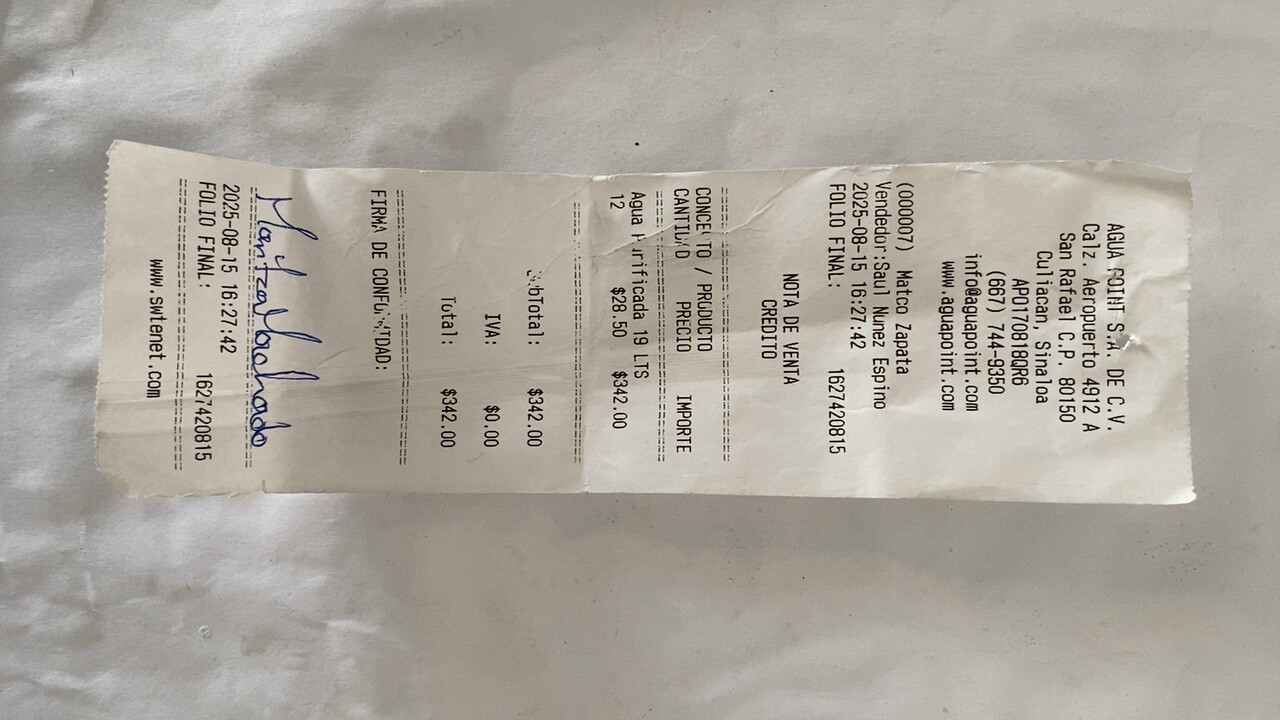 AGUA POINT S.A. DE C.V.
Calz. Aeropuerto 4912 A
San Rafael C.P. 80150
Culiacan, Sinaloa
APO170818QR6
(667) 744-9350
info@aguapoint.com
www.aguapoint.com
(000007) Matco Zapata
Vendedor:Saul Nunez Espino
2025-08-15 16:27:42
FOLIO FINAL: 1627420815
NOTA DE VENTA
CREDITO
CONCEPTO / PRODUCTO
CANTIDAD PRECIO IMPORTE
Agua Purificada 19 LTS
12 $28.50 $342.00
SubTotal: $342.00
IVA: $0.00
Total: $342.00
FIRMA DE CONFORMIDAD:
Machado
2025-08-15 16:27:42
FOLIO FINAL: 1627420815
www.swtenet.com